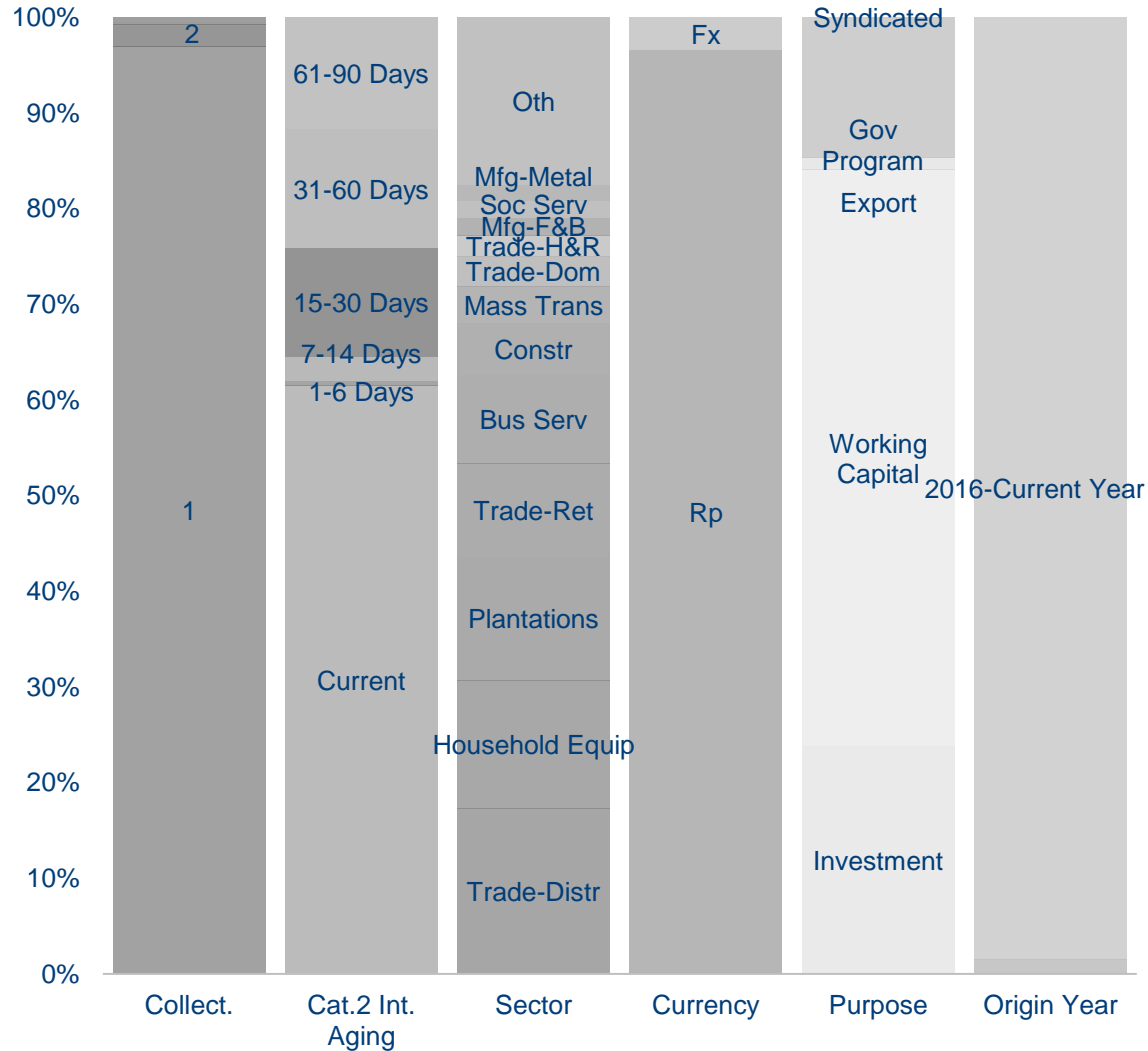 100%
90%
80%
70%
60%
50%
40%
30%
20%
10%
0%
2
1
61-90 Days
31-60 Days
15-30 Days
7-14 Days
1-6 Days
Current
Oth
Mfg-Metal
Soc Serv
Mfg-F&B
Trade-H&R
Trade-Dom
Mass Trans
Constr
Bus Serv
Trade-Ret
Plantations
Household Equip
Trade-Distr
Fx
Rp
Syndicated
Gov
Program
Export
Working
Capital
Investment
2016-Current Year
Collect.
Cat.2 Int.
Aging
Sector
Currency
Purpose
Origin Year